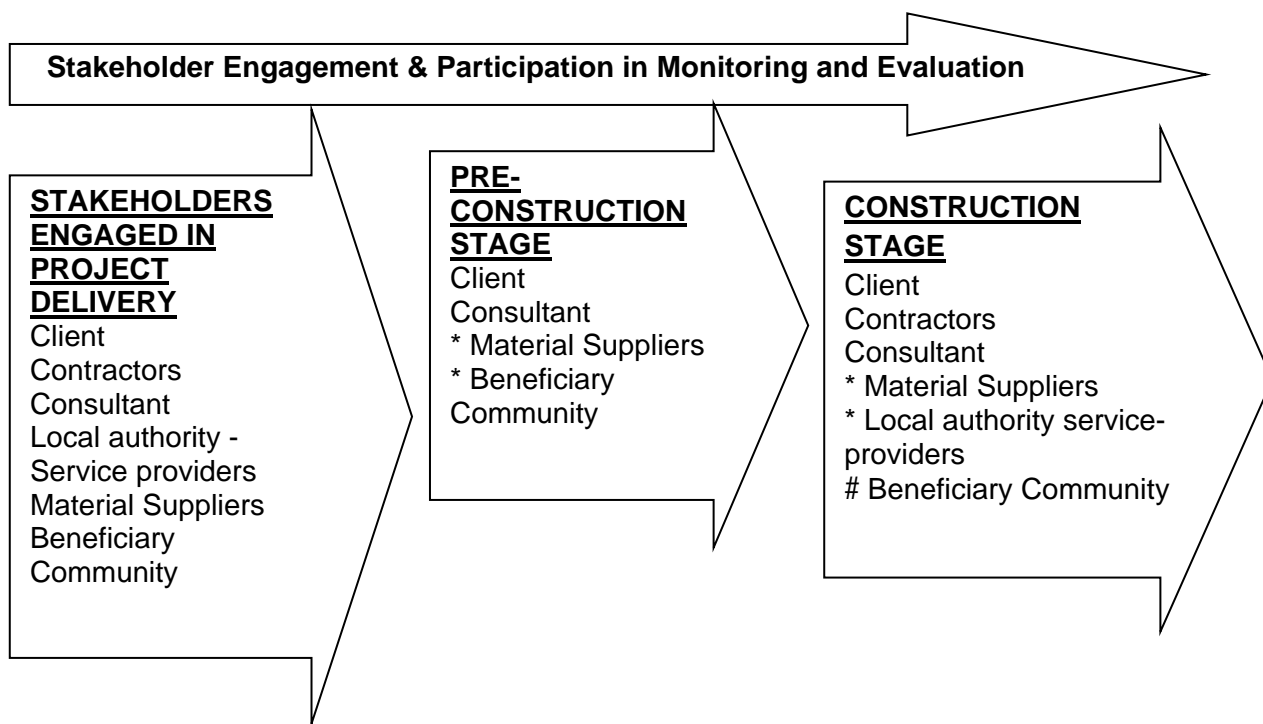 Stakeholder Engagement & Participation in Monitoring and Evaluation
STAKEHOLDERS
ENGAGED IN
PROJECT
DELIVERY
Client
Contractors
Consultant
Local authority -
Service providers
Material Suppliers
Beneficiary
Community
PRE-
CONSTRUCTION
STAGE
Client
Consultant
* Material Suppliers
* Beneficiary
Community
CONSTRUCTION
STAGE
Client
Contractors
Consultant
* Material Suppliers
* Local authority service-
providers
# Beneficiary Community